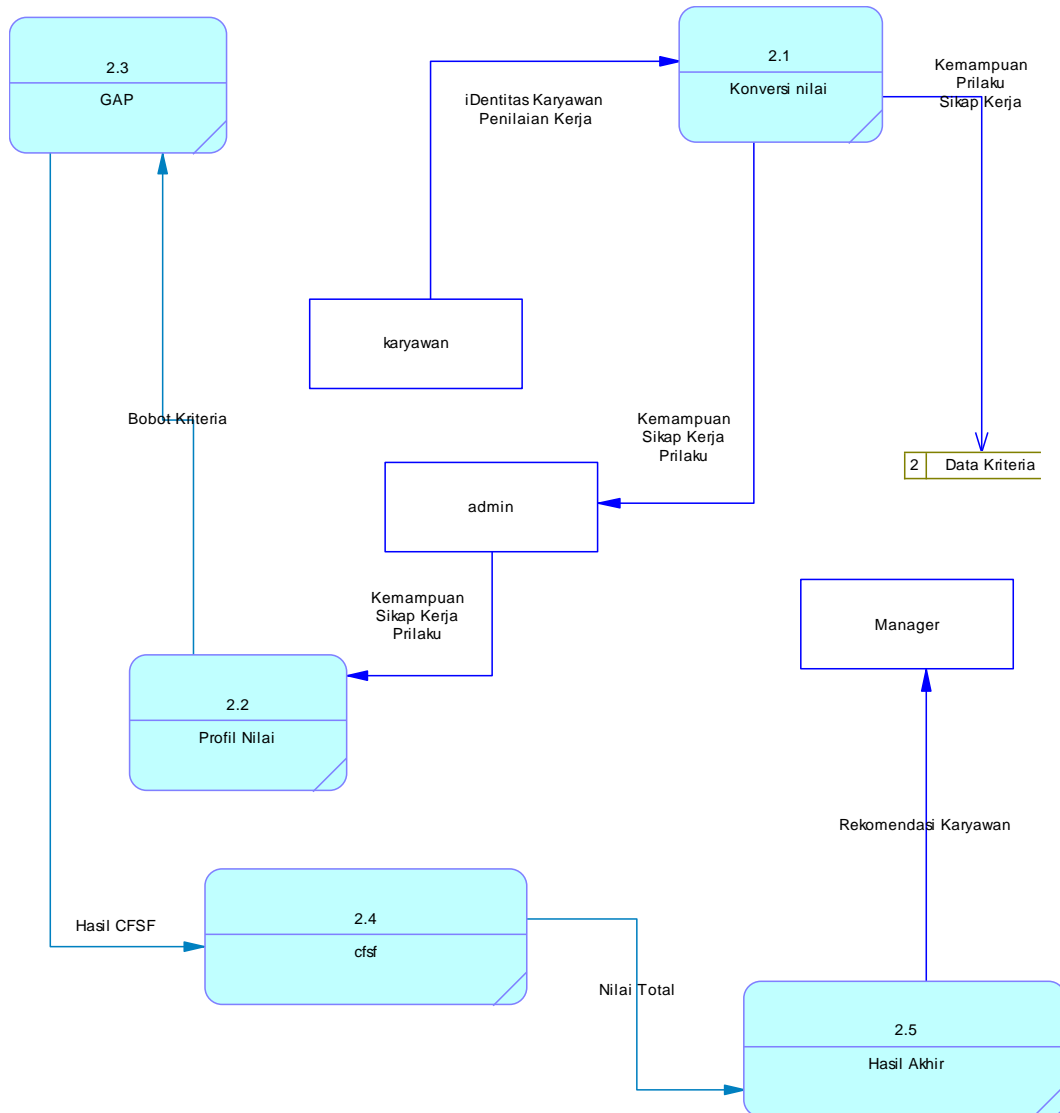 2.3
GAP
2.1
Konversi nilai
iDentitas Karyawan
Penilaian Kerja
Kemampuan
Prilaku
Sikap Kerja
karyawan
Bobot Kriteria
Kemampuan
Sikap Kerja
Prilaku
2
Data Kriteria
admin
Kemampuan
Sikap Kerja
Prilaku
Manager
2.2
Profil Nilai
Rekomendasi Karyawan
2.4
cfsf
Hasil CFSF
Nilai Total
2.5
Hasil Akhir